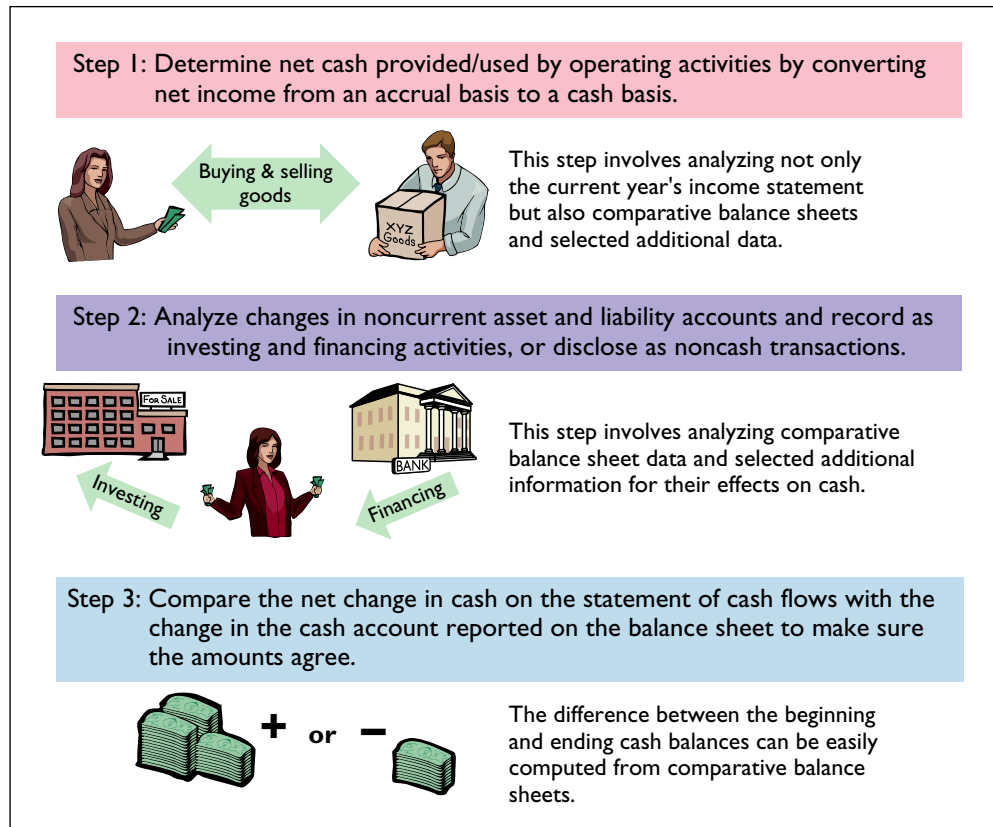 Step 1: Determine net cash provided/used by operating activities by converting
net income from an accrual basis to a cash basis.
Buying & selling
goods
XYZ
Goods
This step involves analyzing not only
the current year's income statement
but also comparative balance sheets
and selected additional data.
Step 2: Analyze changes in noncurrent asset and liability accounts and record as
investing and financing activities, or disclose as noncash transactions.
FOR SALE
BANK
Investing
Financing
This step involves analyzing comparative
balance sheet data and selected additional
information for their effects on cash.
Step 3: Compare the net change in cash on the statement of cash flows with the
change in the cash account reported on the balance sheet to make sure
the amounts agree.
+ or –
The difference between the beginning
and ending cash balances can be easily
computed from comparative balance
sheets.